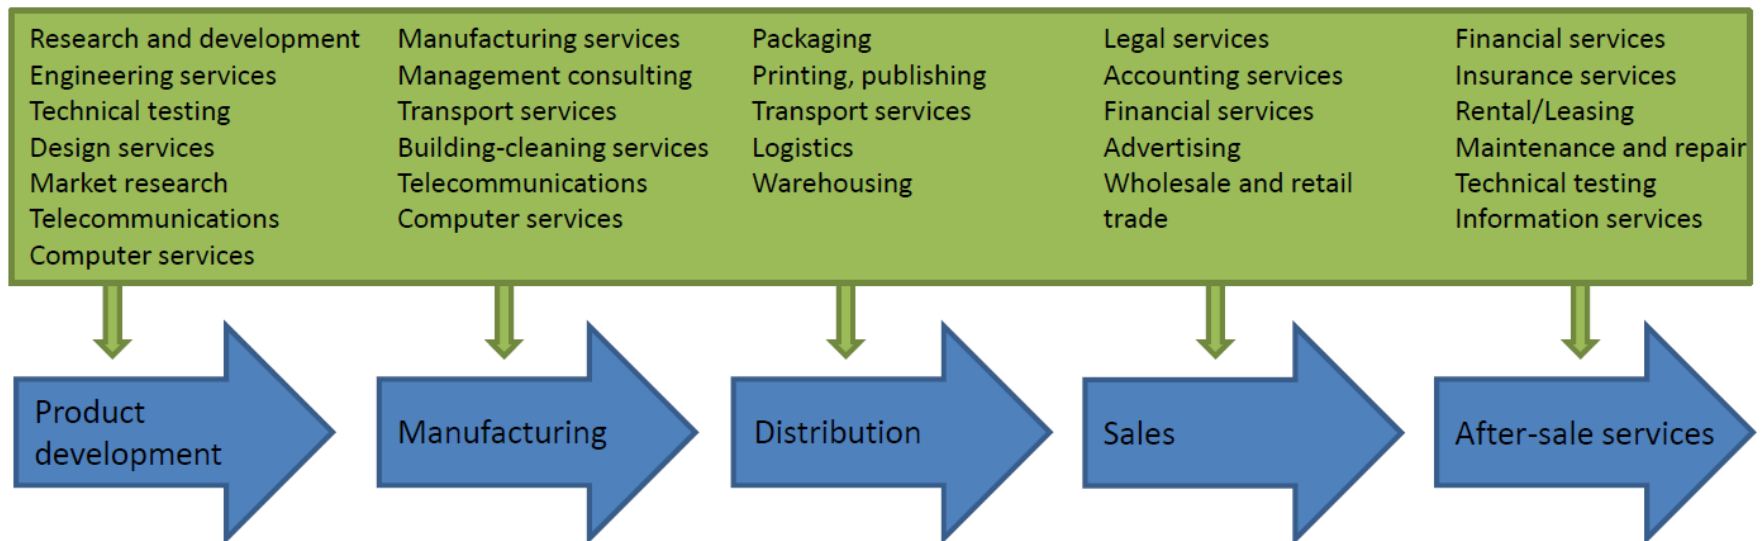 Research and development
Engineering services
Technical testing
Design services
Market research
Telecommunications
Computer services
Manufacturing services
Management consulting
Transport services
Building-cleaning services
Telecommunications
Computer services
Packaging
Printing, publishing
Transport services
Logistics
Warehousing
Legal services
Accounting services
Financial services
Advertising
Wholesale and retail
trade
Financial services
Insurance services
Rental/Leasing
Maintenance and repair
Technical testing
Information services
Product
development
Manufacturing
Distribution
Sales
After-sale services